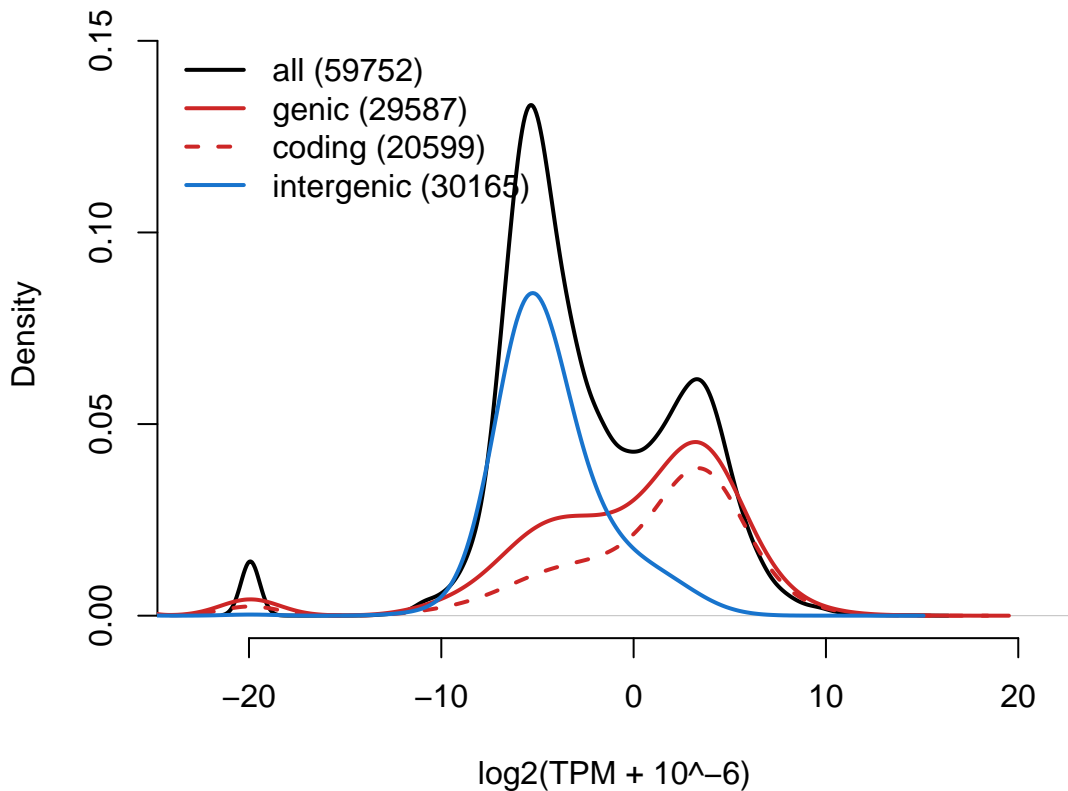 all (59752)
genic (29587)
coding (20599)
intergenic (30165)
Density
0.15
0.10
0.05
0.00
−20 −10 0 10 20
log2(TPM + 10^−6)